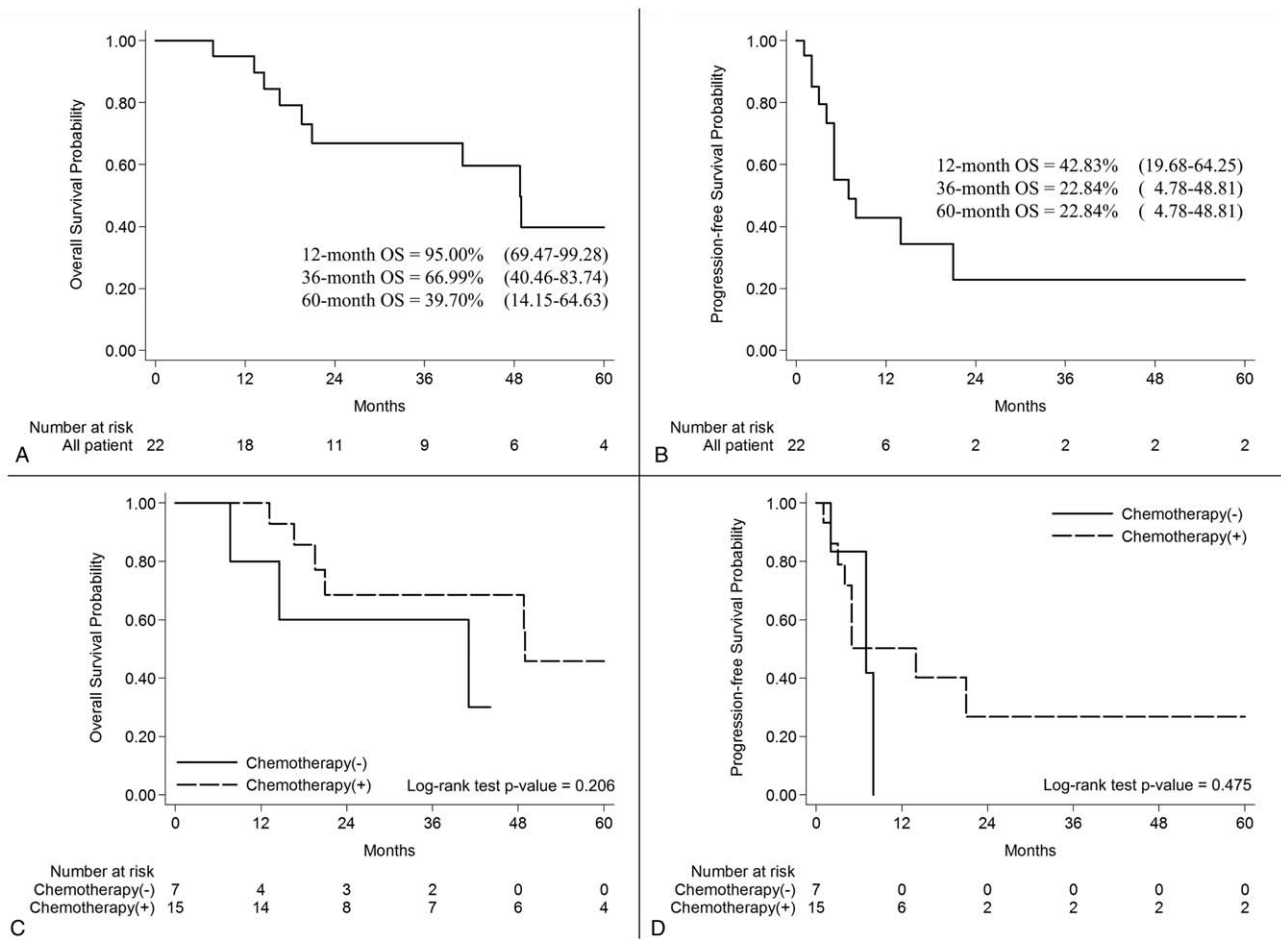 1.00
0.80
0.60
0.40
0.20
0.00
Overall Survival Probability
12-month OS = 95.00% (69.47-99.28)
36-month OS = 66.99% (40.46-83.74)
60-month OS = 39.70% (14.15-64.63)
0 12 24 36 48 60
Months
Number at risk
All patient 22 18 11 9 6 4
A
1.00
0.80
0.60
0.40
0.20
0.00
Progression-free Survival Probability
12-month OS = 42.83% (19.68-64.25)
36-month OS = 22.84% ( 4.78-48.81)
60-month OS = 22.84% ( 4.78-48.81)
0 12 24 36 48 60
Months
Number at risk
All patient 22 6 2 2 2 2
B
1.00
0.80
0.60
0.40
0.20
0.00
Overall Survival Probability
Chemotherapy(-)
Chemotherapy(+)
Log-rank test p-value = 0.206
0 12 24 36 48 60
Months
Number at risk
Chemotherapy(-) 7 4 3 2 0 0
Chemotherapy(+) 15 14 8 7 6 4
C
1.00
0.80
0.60
0.40
0.20
0.00
Progression-free Survival Probability
Chemotherapy(-)
Chemotherapy(+)
Log-rank test p-value = 0.475
0 12 24 36 48 60
Months
Number at risk
Chemotherapy(-) 7 0 0 0 0 0
Chemotherapy(+) 15 6 2 2 2 2
D